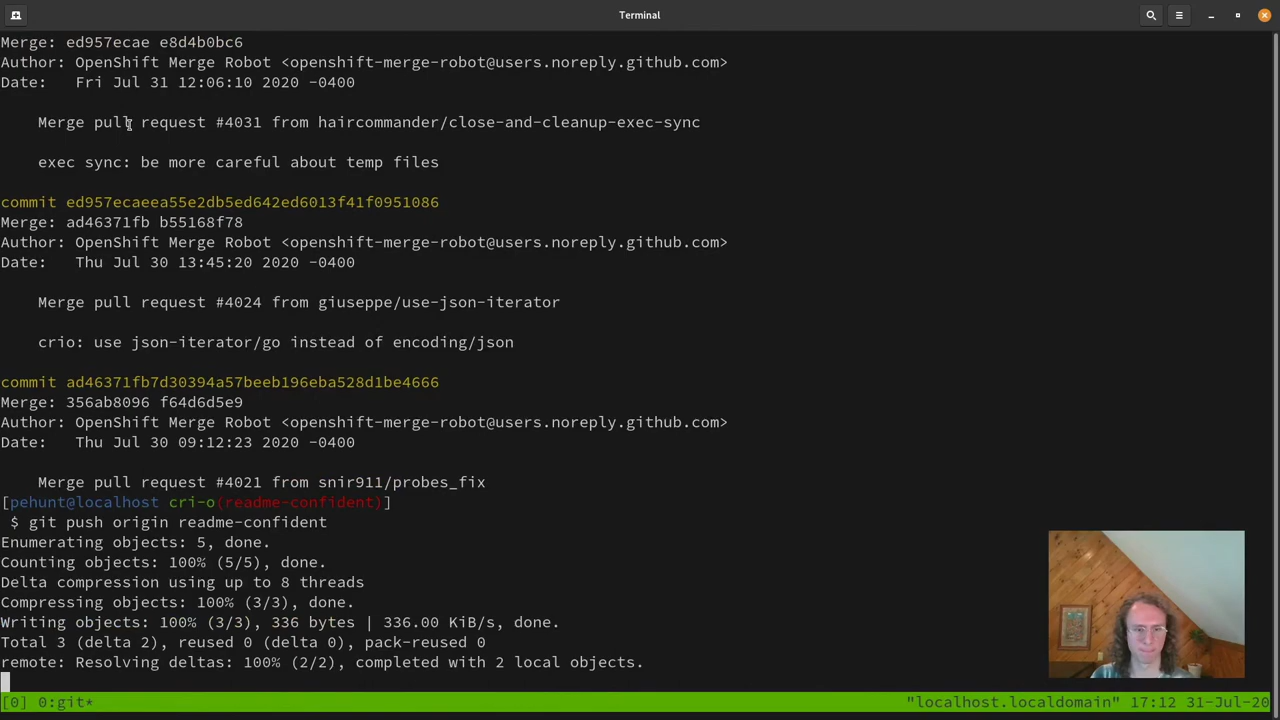 Terminal
Merge: ed957ecae e8d4b0bc6
Author: OpenShift Merge Robot <openshift-merge-robot@users.noreply.github.com>
Date:   Fri Jul 31 12:06:10 2020 -0400
Merge pull request #4031 from haircommander/close-and-cleanup-exec-sync
exec sync: be more careful about temp files
commit ed957ecaeea55e2db5ed642ed6013f41f0951086
Merge: ad46371fb b55168f78
Author: OpenShift Merge Robot <openshift-merge-robot@users.noreply.github.com>
Date:   Thu Jul 30 13:45:20 2020 -0400
Merge pull request #4024 from giuseppe/use-json-iterator
crio: use json-iterator/go instead of encoding/json
commit ad46371fb7d30394a57beeb196eba528d1be4666
Merge: 356ab8096 f64d6d5e9
Author: OpenShift Merge Robot <openshift-merge-robot@users.noreply.github.com>
Date:   Thu Jul 30 09:12:23 2020 -0400
Merge pull request #4021 from snir911/probes_fix
[pehunt@localhost cri-o(readme-confident)]
$ git push origin readme-confident
Enumerating objects: 5, done.
Counting objects: 100% (5/5), done.
Delta compression using up to 8 threads
Compressing objects: 100% (3/3), done.
Writing objects: 100% (3/3), 336 bytes | 336.00 KiB/s, done.
Total 3 (delta 2), reused 0 (delta 0), pack-reused 0
remote: Resolving deltas: 100% (2/2), completed with 2 local objects.
[0] 0:git* "localhost.localdomain" 17:12 31-Jul-20